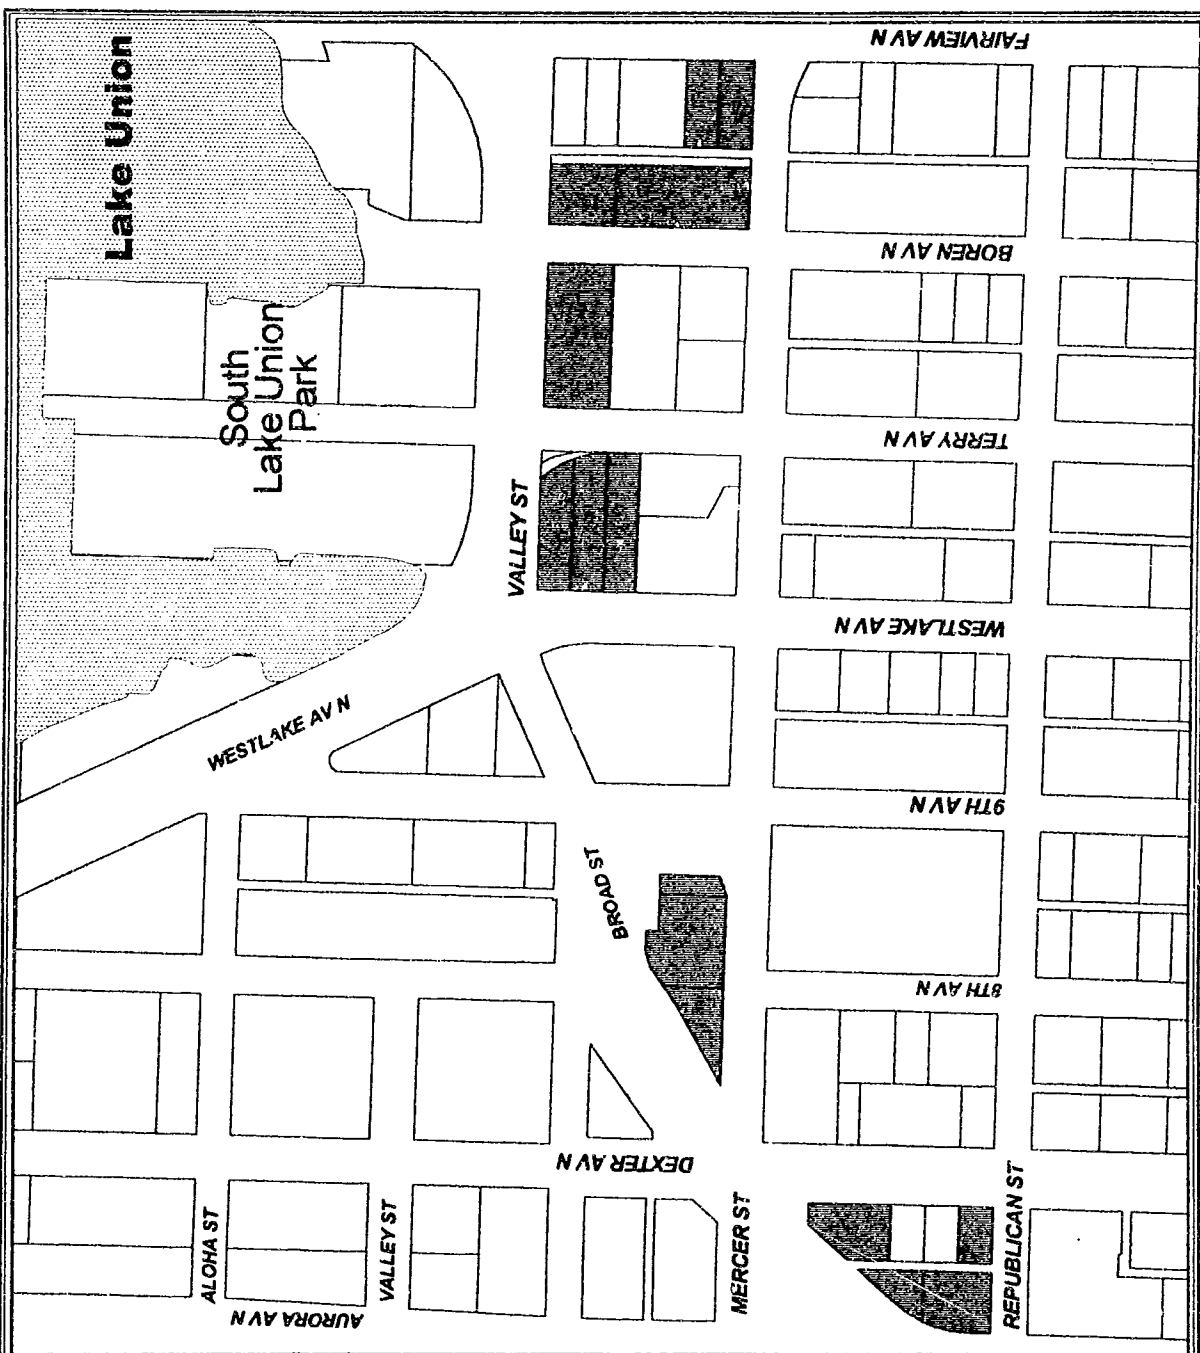 Lake Union
FAIRVIEW AV N
BOREN AV N
South
Lake Union
Park
TERRY AV N
VALLEY ST
WESTLAKE AV N
WESTLAKE AV N
9TH AV N
BROAD ST
8TH AV N
DEXTER AV N
ALOHA ST
VALLEY ST
MERCER ST
REPUBLICAN ST
AURORA AV N